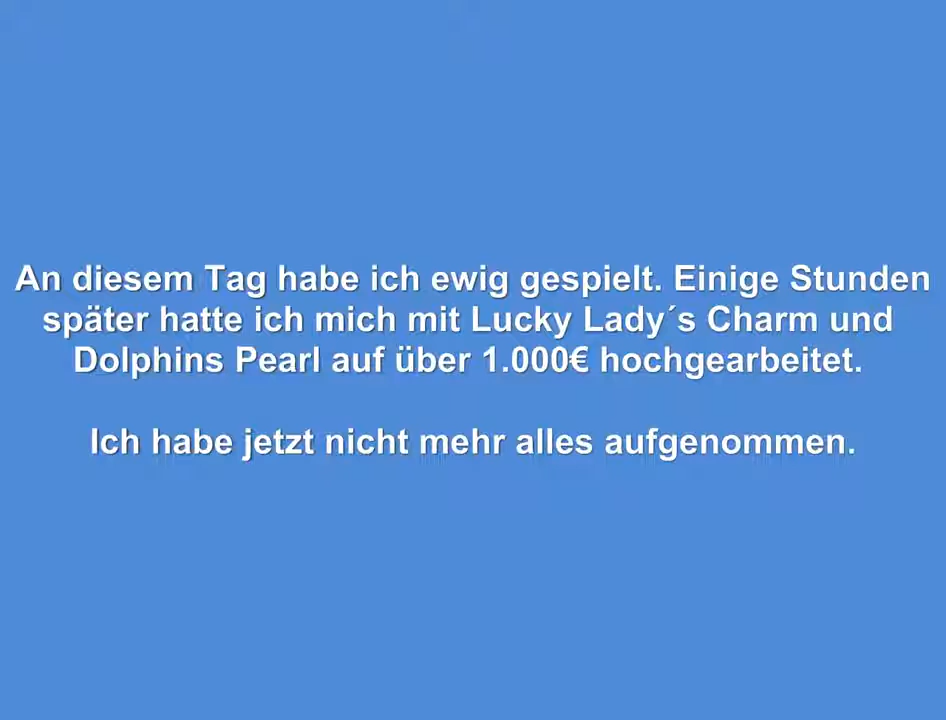 An diesem Tag habe ich ewig gespielt. Einige Stunden
später hatte ich mich mit Lucky Lady´s Charm und
Dolphins Pearl auf über 1.000€ hochgearbeitet.
Ich habe jetzt nicht mehr alles aufgenommen.